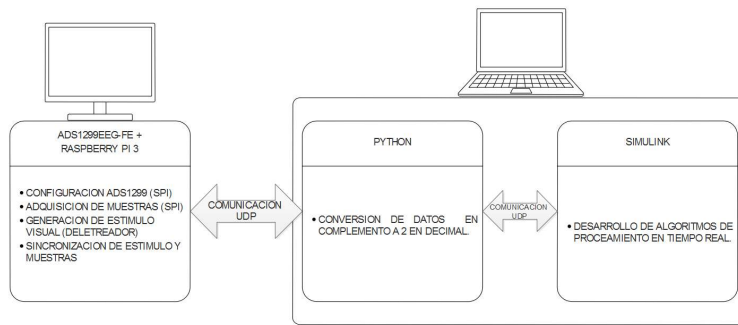 ADS1299EEG-FE +
RASPBERRY PI 3
• CONFIGURACION ADS1299 (SPI)
• ADQUISICION DE MUESTRAS (SPI)
• GENERACION DE ESTIMULO
VISUAL (DELETREADOR)
• SINCRONIZACION DE ESTIMULO Y
MUESTRAS
COMUNICACIÓN
UDP
PYTHON
• CONVERSION DE DATOS EN
COMPLEMENTO A 2 EN DECIMAL.
COMUNICACIÓN
UDP
SIMULINK
• DESARROLLO DE ALGORITMOS DE
PROCEAMIENTO EN TIEMPO REAL.